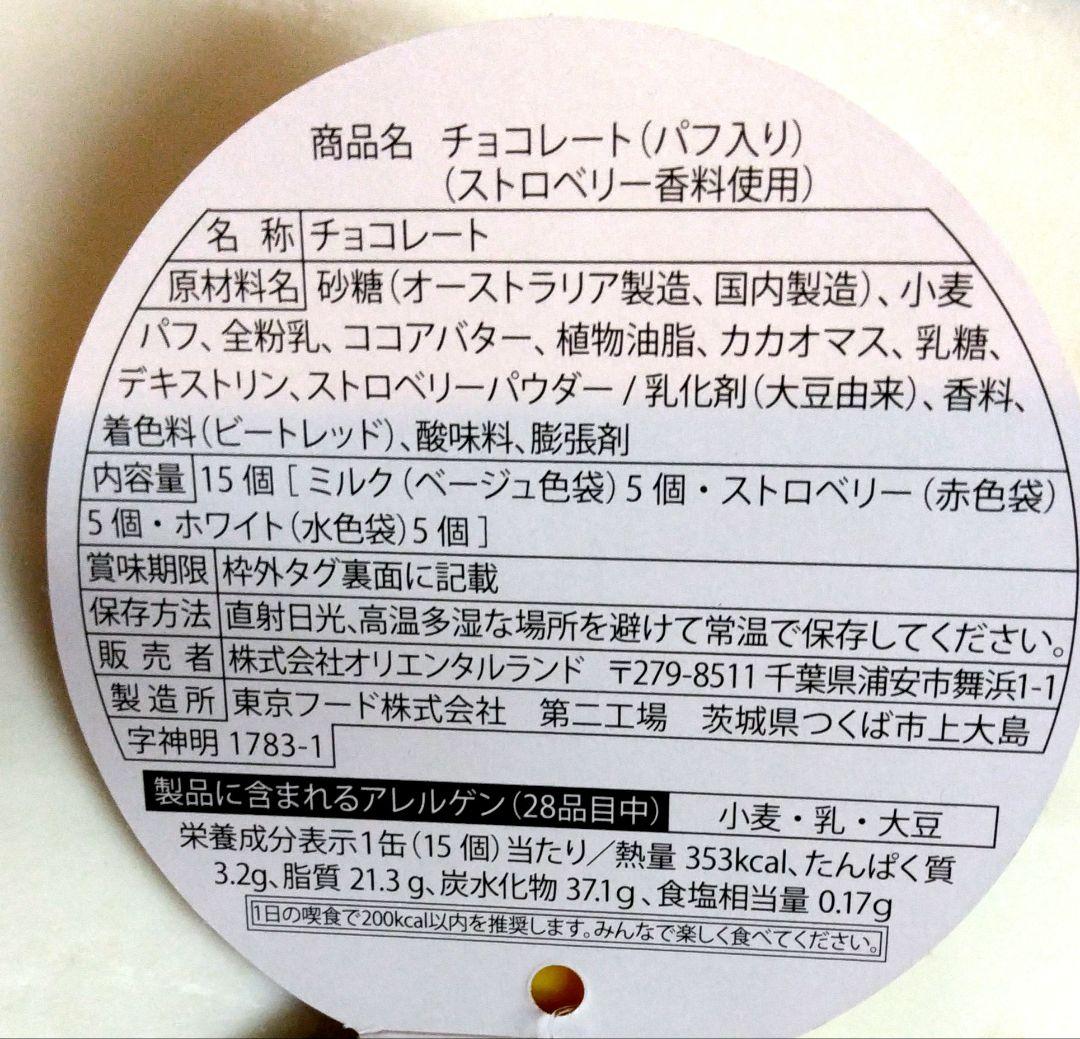 商品名 チョコレート(パフ入り)
(ストロベリー香料使用)
名 称 チョコレート
原材料名 砂糖(オーストラリア製造、国内製造)、小麦
パフ、全粉乳、ココアバター、植物油脂、カカオマス、乳糖、
デキストリン、ストロベリーパウダー / 乳化剤(大豆由来)、香料、
着色料(ビートレッド)、酸味料、膨張剤
内容量 15個 [ ミルク(ベージュ色袋)5個・ストロベリー(赤色袋)
5個・ホワイト(水色袋)5個 ]
賞味期限 枠外タグ裏面に記載
保存方法 直射日光、高温多湿な場所を避けて常温で保存してください。
販売者 株式会社オリエンタルランド 〒279-8511 千葉県浦安市舞浜1-1
製造所 東京フード株式会社 第二工場 茨城県つくば市上大島
字神明 1783-1
製品に含まれるアレルゲン(28品目中) 小麦・乳・大豆
栄養成分表示1缶(15個)当たり/熱量 353kcal、たんぱく質
3.2g、脂質 21.3g、炭水化物 37.1g、食塩相当量 0.17g
1日の喫食で200kcal以内を推奨します。みんなで楽しく食べてください。